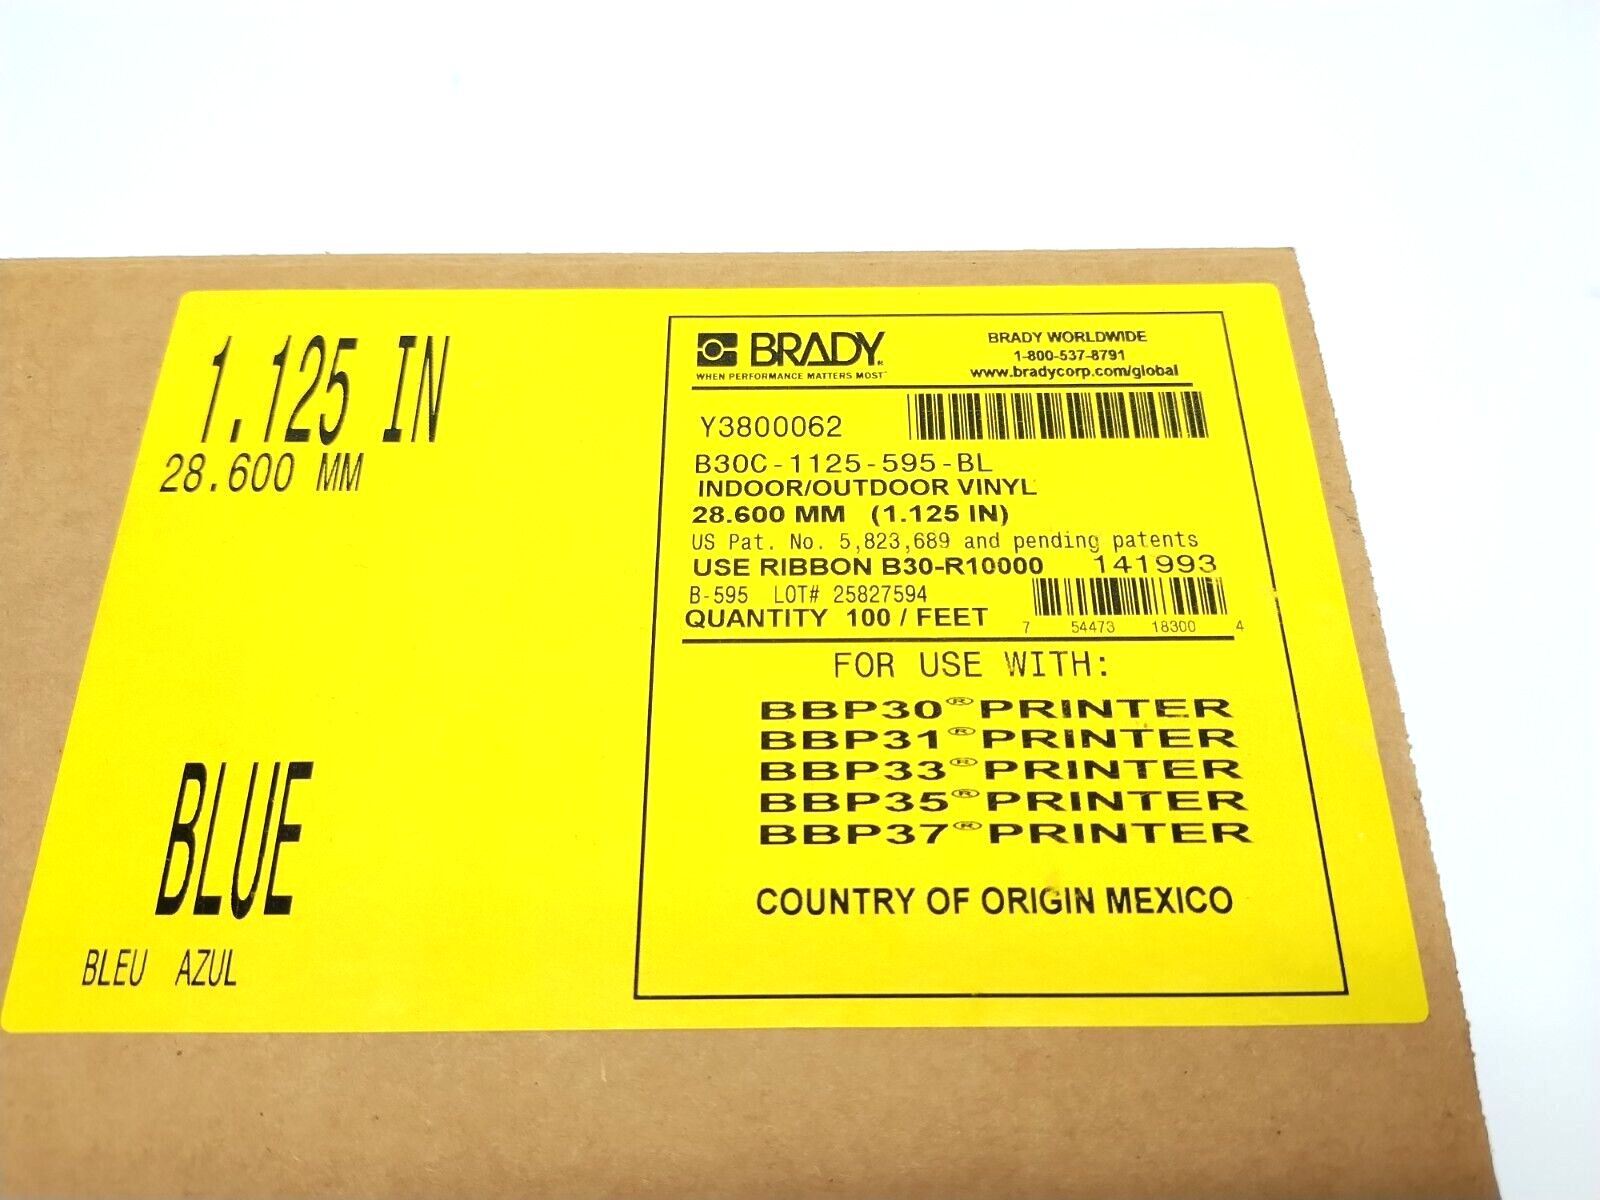 1.125 IN
28.600 MM
BLUE
BLEU AZUL
BRADY
WHEN PERFORMANCE MATTERS MOST™
BRADY WORLDWIDE
1-800-537-8791
www.bradycorp.com/global
Y3800062
B30C-1125-595-BL
INDOOR/OUTDOOR VINYL
28.600 MM (1.125 IN)
US Pat. No. 5,823,689 and pending patents
USE RIBBON B30-R10000 141993
B-595 LOT# 25827594
QUANTITY 100 / FEET
7 54473 18300 4
FOR USE WITH:
BBP30® PRINTER
BBP31® PRINTER
BBP33® PRINTER
BBP35® PRINTER
BBP37® PRINTER
COUNTRY OF ORIGIN MEXICO